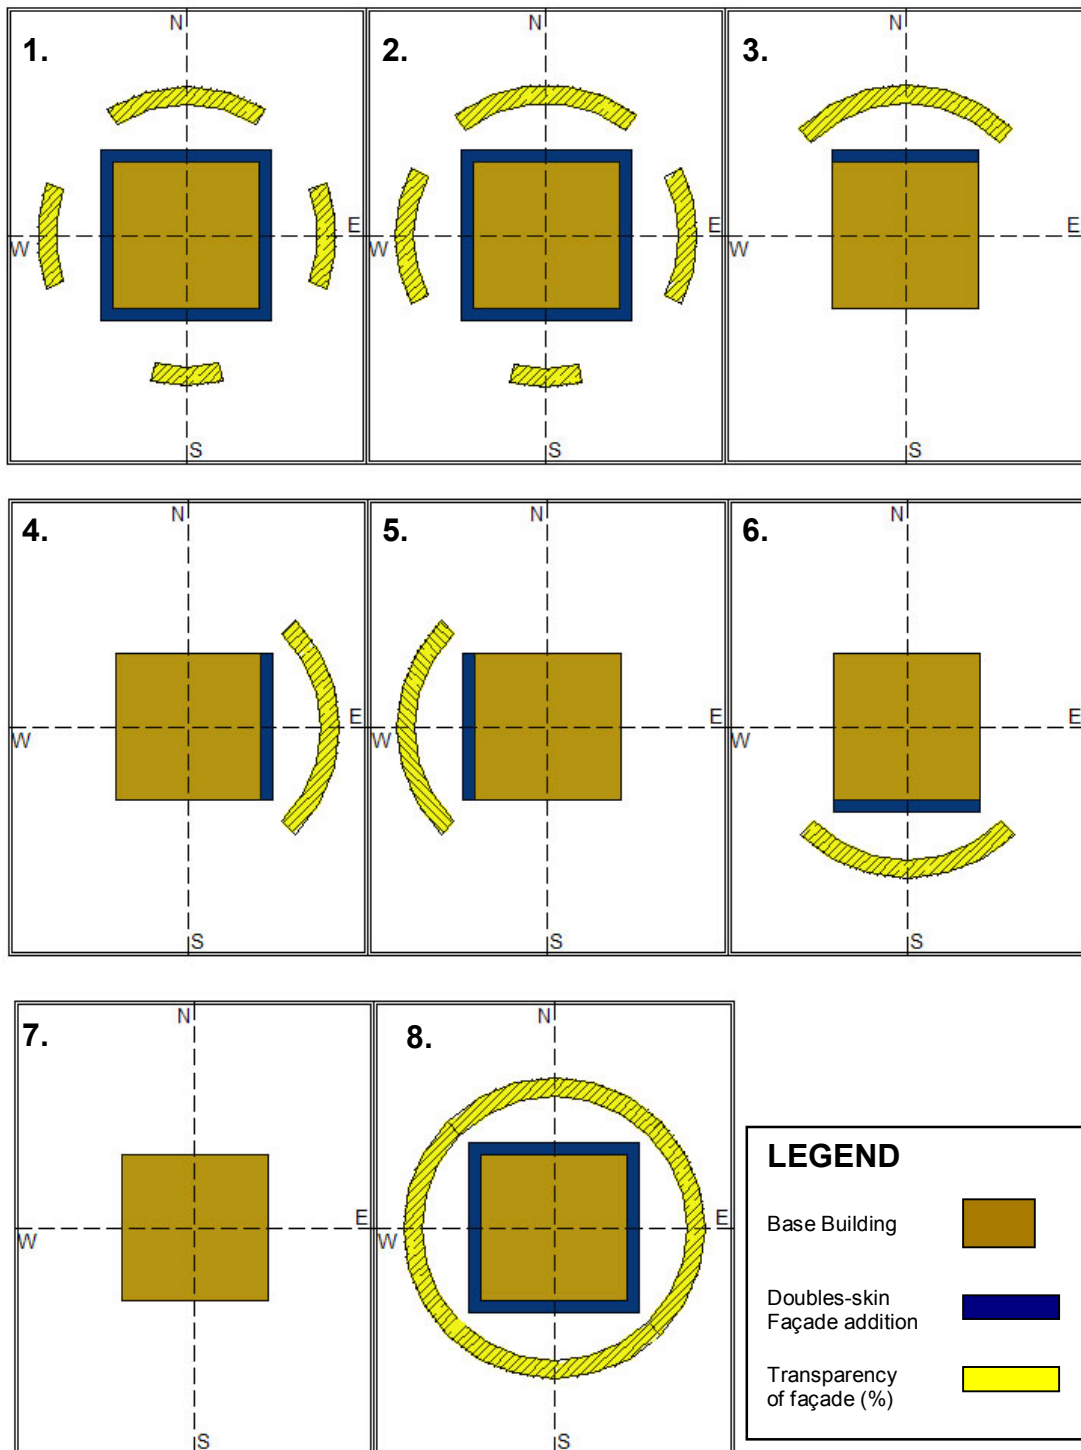 1.
N
W
E
S
2.
N
W
E
S
3.
N
W
E
S
4.
N
W
E
S
5.
N
W
E
S
6.
N
W
E
S
7.
N
W
E
S
8.
N
W
E
S
LEGEND
Base Building
Doubles-skin
Façade addition
Transparency
of façade (%)